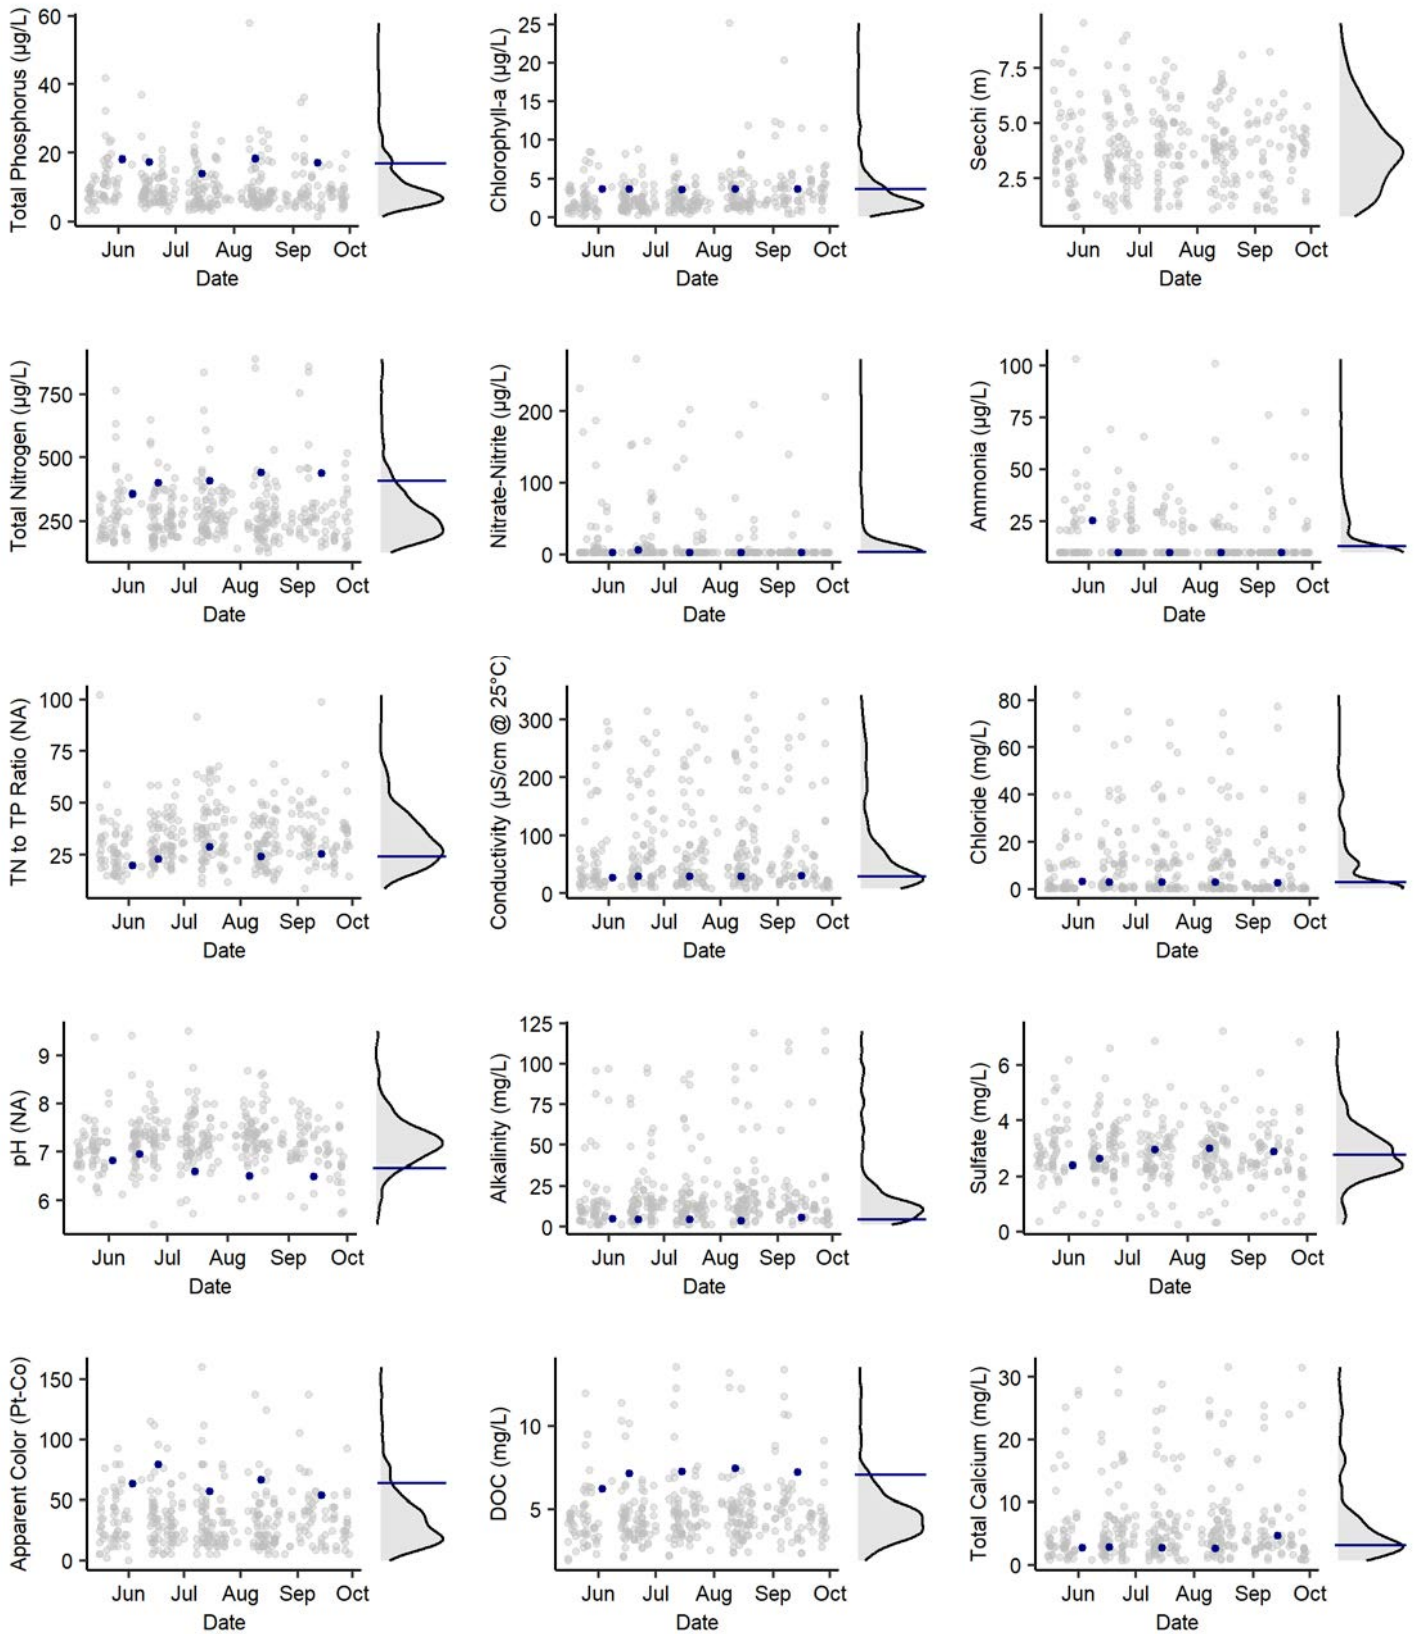 Total Phosphorus (µg/L)
60
40
20
0
Jun Jul Aug Sep Oct
Date
Chlorophyll-a (µg/L)
25
20
15
10
5
0
Jun Jul Aug Sep Oct
Date
Secchi (m)
7.5
5.0
2.5
Jun Jul Aug Sep Oct
Date
Total Nitrogen (µg/L)
750
500
250
Jun Jul Aug Sep Oct
Date
Nitrate-Nitrite (µg/L)
200
100
0
Jun Jul Aug Sep Oct
Date
Ammonia (µg/L)
100
75
50
25
Jun Jul Aug Sep Oct
Date
TN to TP Ratio (NA)
100
75
50
25
Jun Jul Aug Sep Oct
Date
Conductivity (µS/cm @ 25°C)
300
200
100
0
Jun Jul Aug Sep Oct
Date
Chloride (mg/L)
80
60
40
20
0
Jun Jul Aug Sep Oct
Date
pH (NA)
9
8
7
6
Jun Jul Aug Sep Oct
Date
Alkalinity (mg/L)
125
100
75
50
25
0
Jun Jul Aug Sep Oct
Date
Sulfate (mg/L)
6
4
2
0
Jun Jul Aug Sep Oct
Date
Apparent Color (Pt-Co)
150
100
50
0
Jun Jul Aug Sep Oct
Date
DOC (mg/L)
10
5
Jun Jul Aug Sep Oct
Date
Total Calcium (mg/L)
30
20
10
0
Jun Jul Aug Sep Oct
Date